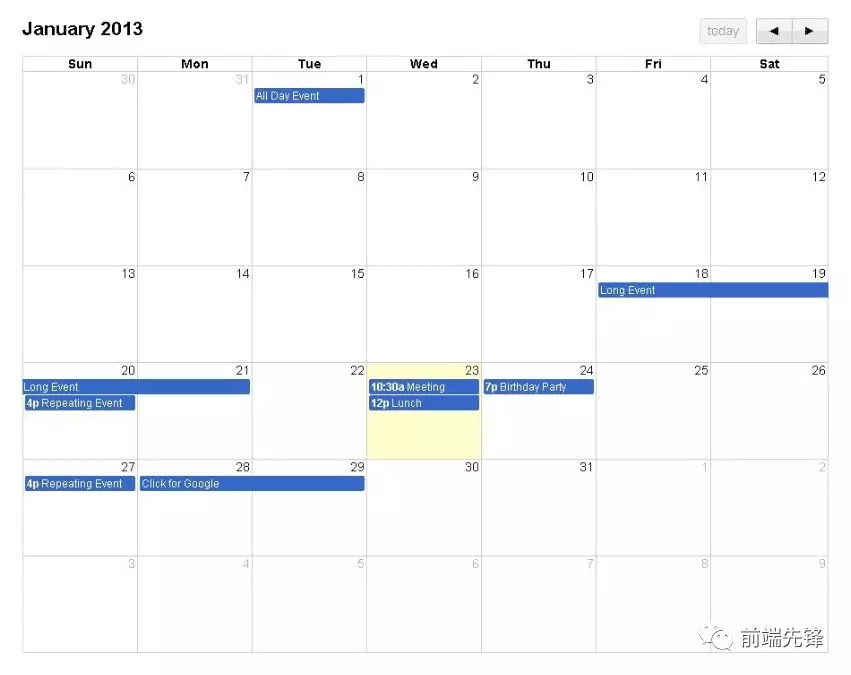 January 2013
today
Sun Mon Tue Wed Thu Fri Sat
30 31 1 2 3 4 5
All Day Event
6 7 8 9 10 11 12
13 14 15 16 17 18 19
Long Event
20 21 22 23 24 25 26
Long Event 10:30a Meeting 7p Birthday Party
4p Repeating Event 12p Lunch
27 28 29 30 31 1 2
4p Repeating Event Click for Google
3 4 5 6 7 8 9
前端先锋